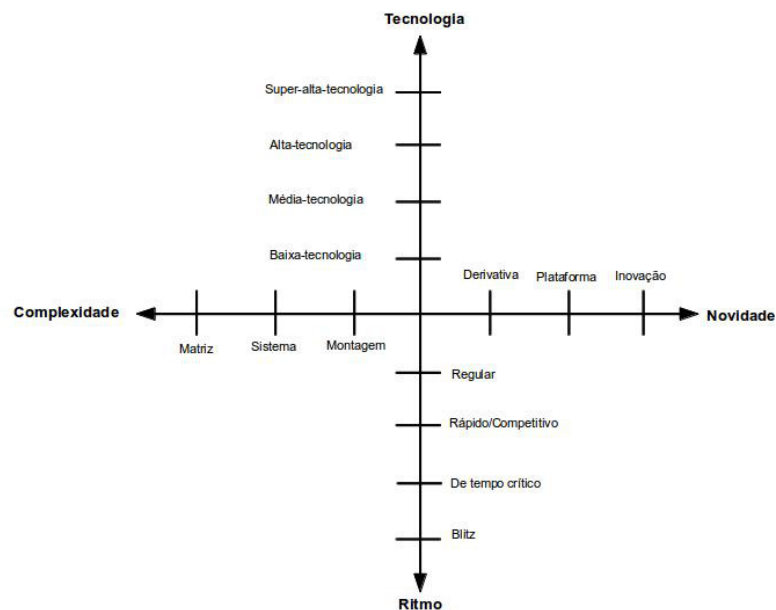 Tecnologia
Super-alta-tecnologia
Alta-tecnologia
Média-tecnologia
Baixa-tecnologia
Derivativa
Plataforma
Inovação
Complexidade
Novidade
Matriz
Sistema
Montagem
Regular
Rápido/Competitivo
De tempo crítico
Blitz
Ritmo